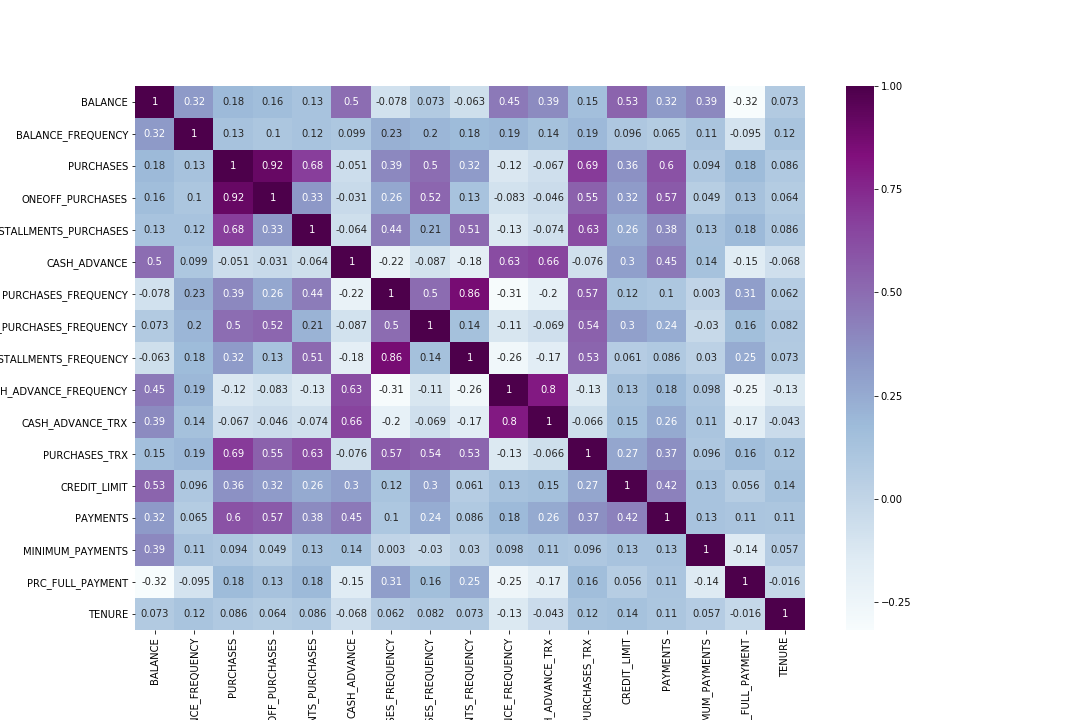 BALANCE 1 0.32 0.18 0.16 0.13 0.5 -0.078 0.073 -0.063 0.45 0.39 0.15 0.53 0.32 0.39 -0.32 0.073
BALANCE_FREQUENCY 0.32 1 0.13 0.1 0.12 0.099 0.23 0.2 0.18 0.19 0.14 0.19 0.096 0.065 0.11 -0.095 0.12
PURCHASES 0.18 0.13 1 0.92 0.68 -0.051 0.39 0.5 0.32 -0.12 -0.067 0.69 0.36 0.6 0.094 0.18 0.086
ONEOFF_PURCHASES 0.16 0.1 0.92 1 0.33 -0.031 0.26 0.52 0.13 -0.083 -0.046 0.55 0.32 0.57 0.049 0.13 0.064
STALLMENTS_PURCHASES 0.13 0.12 0.68 0.33 1 -0.064 0.44 0.21 0.51 -0.13 -0.074 0.63 0.26 0.38 0.13 0.18 0.086
CASH_ADVANCE 0.5 0.099 -0.051 -0.031 -0.064 1 -0.22 -0.087 -0.18 0.63 0.66 -0.076 0.3 0.45 0.14 -0.15 -0.068
PURCHASES_FREQUENCY -0.078 0.23 0.39 0.26 0.44 -0.22 1 0.5 0.86 -0.31 -0.2 0.57 0.12 0.1 0.003 0.31 0.062
_PURCHASES_FREQUENCY 0.073 0.2 0.5 0.52 0.21 -0.087 0.5 1 0.14 -0.11 -0.069 0.54 0.3 0.24 -0.03 0.16 0.082
STALLMENTS_FREQUENCY -0.063 0.18 0.32 0.13 0.51 -0.18 0.86 0.14 1 -0.26 -0.17 0.53 0.061 0.086 0.03 0.25 0.073
H_ADVANCE_FREQUENCY 0.45 0.19 -0.12 -0.083 -0.13 0.63 -0.31 -0.11 -0.26 1 0.8 -0.13 0.13 0.18 0.098 -0.25 -0.13
CASH_ADVANCE_TRX 0.39 0.14 -0.067 -0.046 -0.074 0.66 -0.2 -0.069 -0.17 0.8 1 -0.066 0.15 0.26 0.11 -0.17 -0.043
PURCHASES_TRX 0.15 0.19 0.69 0.55 0.63 -0.076 0.57 0.54 0.53 -0.13 -0.066 1 0.27 0.37 0.096 0.16 0.12
CREDIT_LIMIT 0.53 0.096 0.36 0.32 0.26 0.3 0.12 0.3 0.061 0.13 0.15 0.27 1 0.42 0.13 0.056 0.14
PAYMENTS 0.32 0.065 0.6 0.57 0.38 0.45 0.1 0.24 0.086 0.18 0.26 0.37 0.42 1 0.13 0.11 0.11
MINIMUM_PAYMENTS 0.39 0.11 0.094 0.049 0.13 0.14 0.003 -0.03 0.03 0.098 0.11 0.096 0.13 0.13 1 -0.14 0.057
PRC_FULL_PAYMENT -0.32 -0.095 0.18 0.13 0.18 -0.15 0.31 0.16 0.25 -0.25 -0.17 0.16 0.056 0.11 -0.14 1 -0.016
TENURE 0.073 0.12 0.086 0.064 0.086 -0.068 0.062 0.082 0.073 -0.13 -0.043 0.12 0.14 0.11 0.057 -0.016 1
BALANCE
NCE_FREQUENCY
PURCHASES
OFF_PURCHASES
NTS_PURCHASES
CASH_ADVANCE
SES_FREQUENCY
SES_FREQUENCY
NTS_FREQUENCY
NCE_FREQUENCY
H_ADVANCE_TRX
PURCHASES_TRX
CREDIT_LIMIT
PAYMENTS
MUM_PAYMENTS
_FULL_PAYMENT
TENURE
1.00
0.75
0.50
0.25
0.00
−0.25